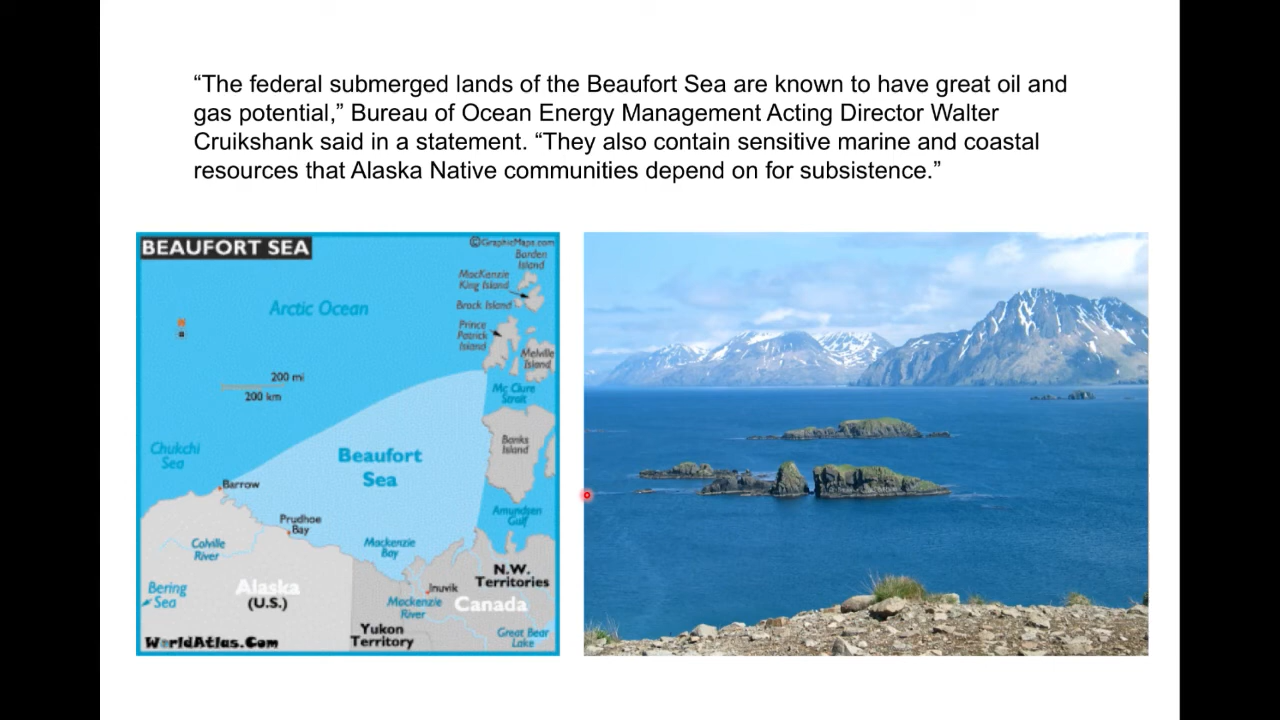 “The federal submerged lands of the Beaufort Sea are known to have great oil and
gas potential,” Bureau of Ocean Energy Management Acting Director Walter
Cruikshank said in a statement. “They also contain sensitive marine and coastal
resources that Alaska Native communities depend on for subsistence.”
BEAUFORT SEA
©GraphicMaps.com
Borden
Island
MacKenzie
King Island
Brock Island
Arctic Ocean
Prince
Patrick
Island
Melville
Island
200 mi
200 km
Mc Clure
Strait
Chukchi
Sea
Beaufort
Sea
Banks
Island
Barrow
Prudhoe
Bay
Amundsen
Gulf
Colville
River
Mackenzie
Bay
N.W.
Territories
Bering
Sea
Alaska
(U.S.)
Inuvik
Mackenzie
River
Canada
Yukon
Territory
Great Bear
Lake
WorldAtlas.Com